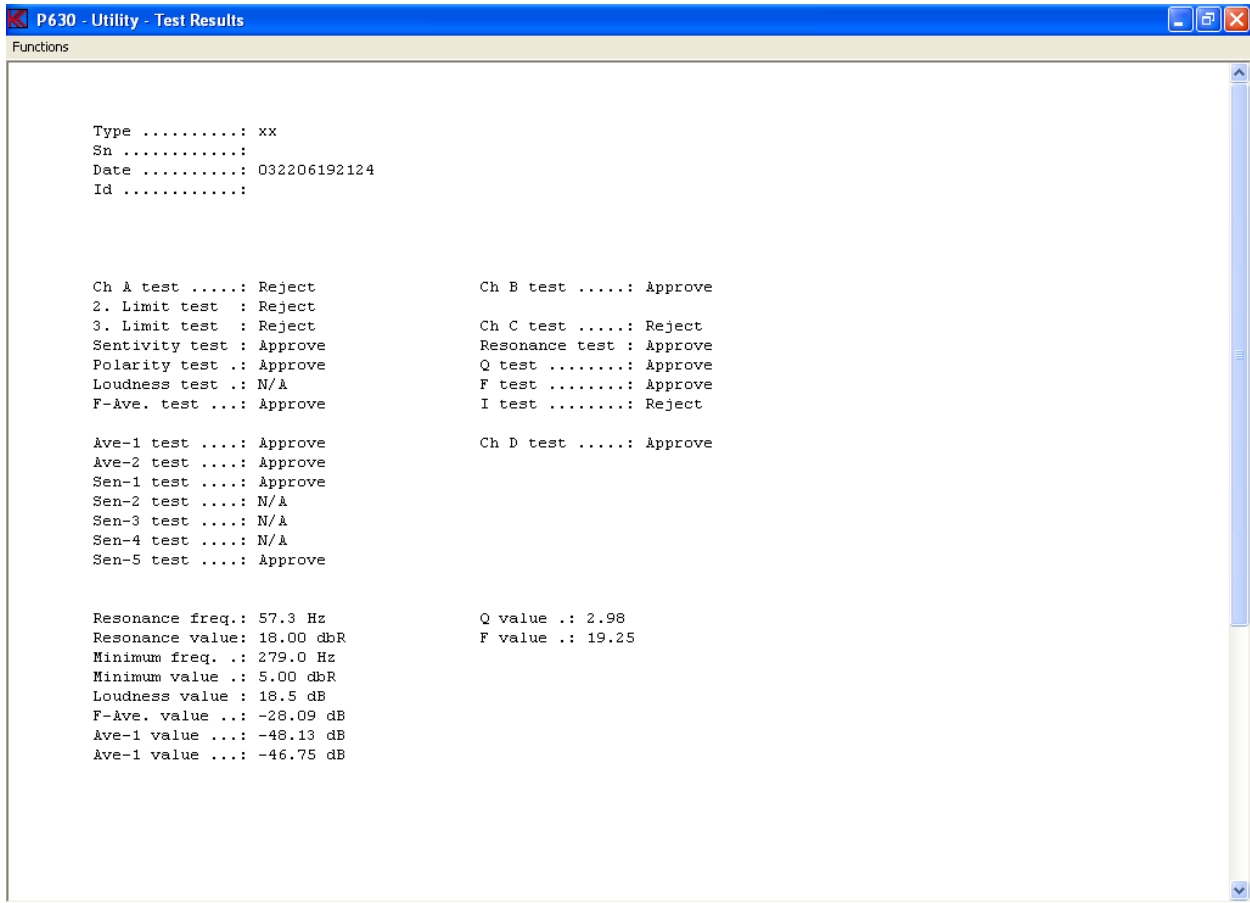 P630 - Utility - Test Results
Functions
Type ..........: xx
Sn ............:
Date ..........: 032206192124
Id ............:
Ch A test .....: Reject Ch B test .....: Approve
2. Limit test  : Reject
3. Limit test  : Reject Ch C test .....: Reject
Sentivity test : Approve Resonance test : Approve
Polarity test .: Approve Q test ........: Approve
Loudness test .: N/A F test ........: Approve
F-Ave. test ...: Approve I test ........: Reject
Ave-1 test ....: Approve Ch D test .....: Approve
Ave-2 test ....: Approve
Sen-1 test ....: Approve
Sen-2 test ....: N/A
Sen-3 test ....: N/A
Sen-4 test ....: N/A
Sen-5 test ....: Approve
Resonance freq.: 57.3 Hz Q value .: 2.98
Resonance value: 18.00 dbR F value .: 19.25
Minimum freq. .: 279.0 Hz
Minimum value .: 5.00 dbR
Loudness value : 18.5 dB
F-Ave. value ..: -28.09 dB
Ave-1 value ...: -48.13 dB
Ave-1 value ...: -46.75 dB